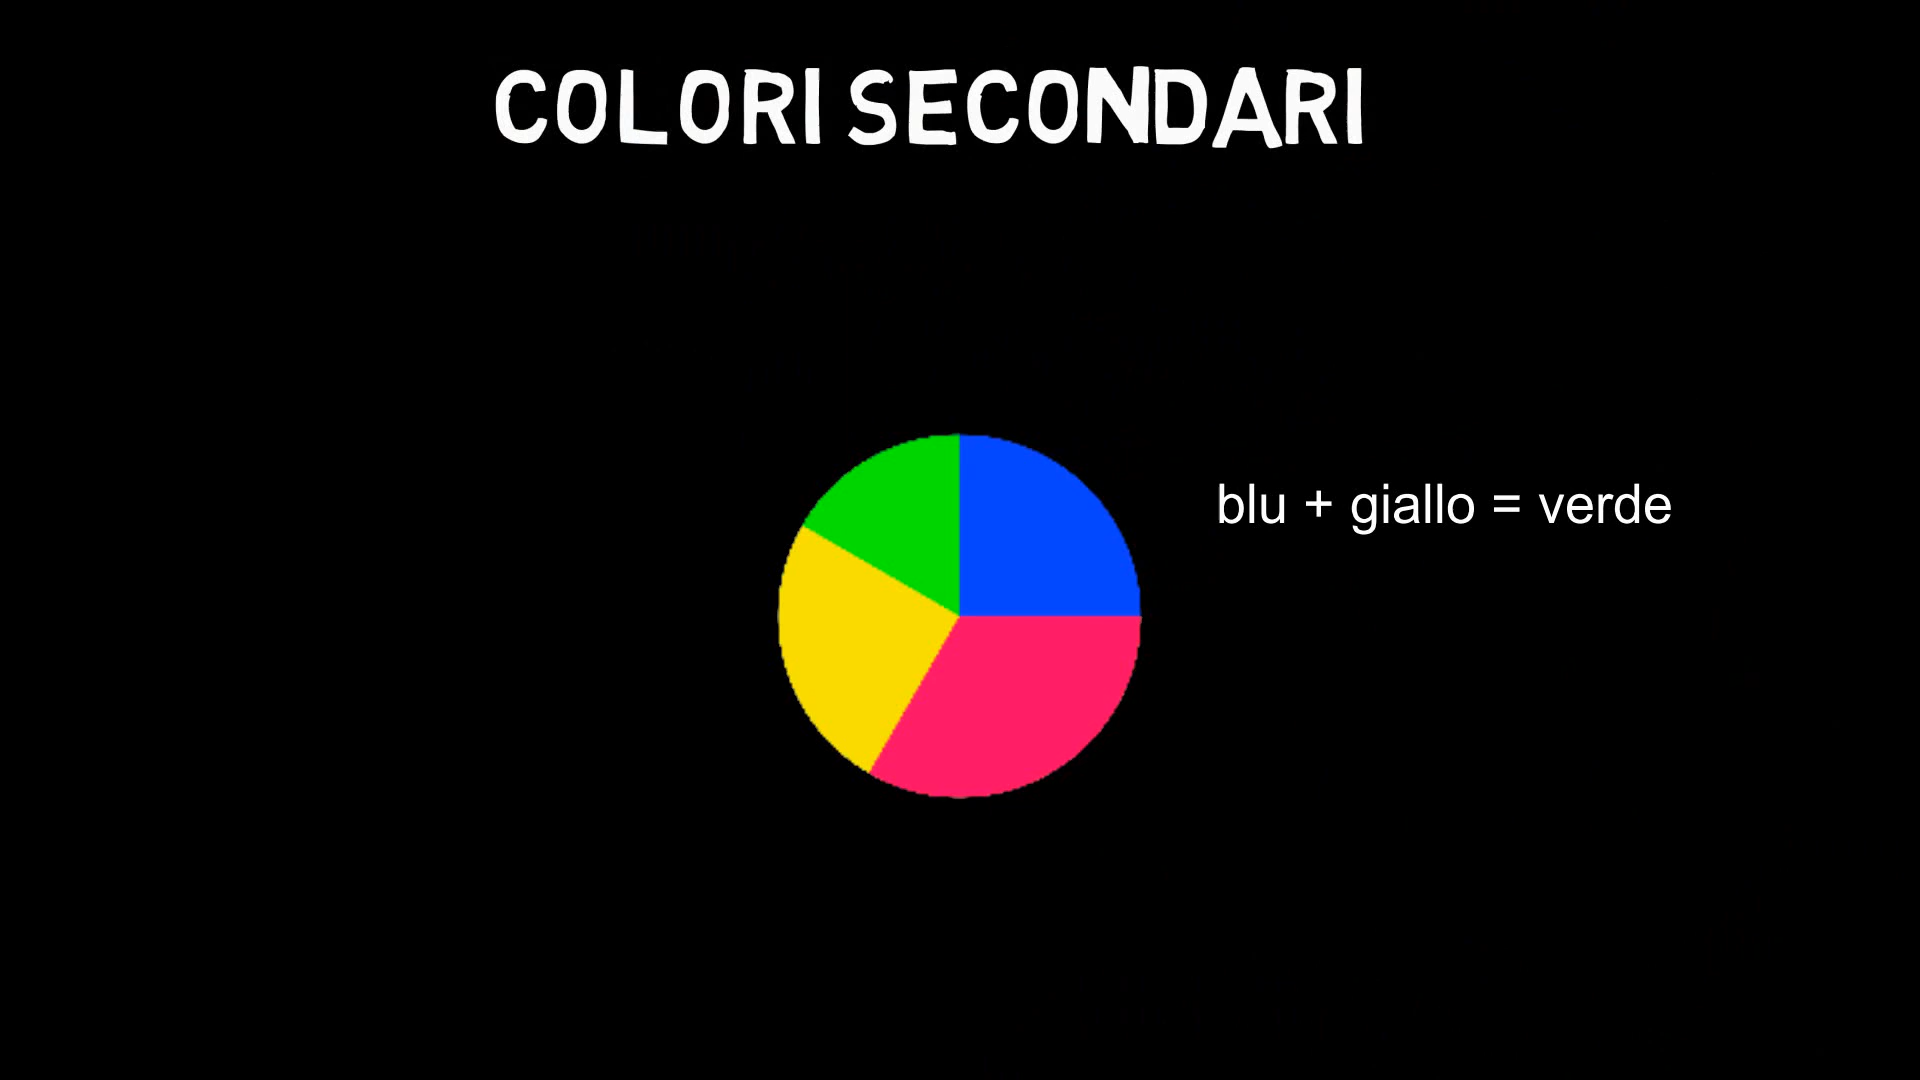 COLORI SECONDARI
blu + giallo = verde